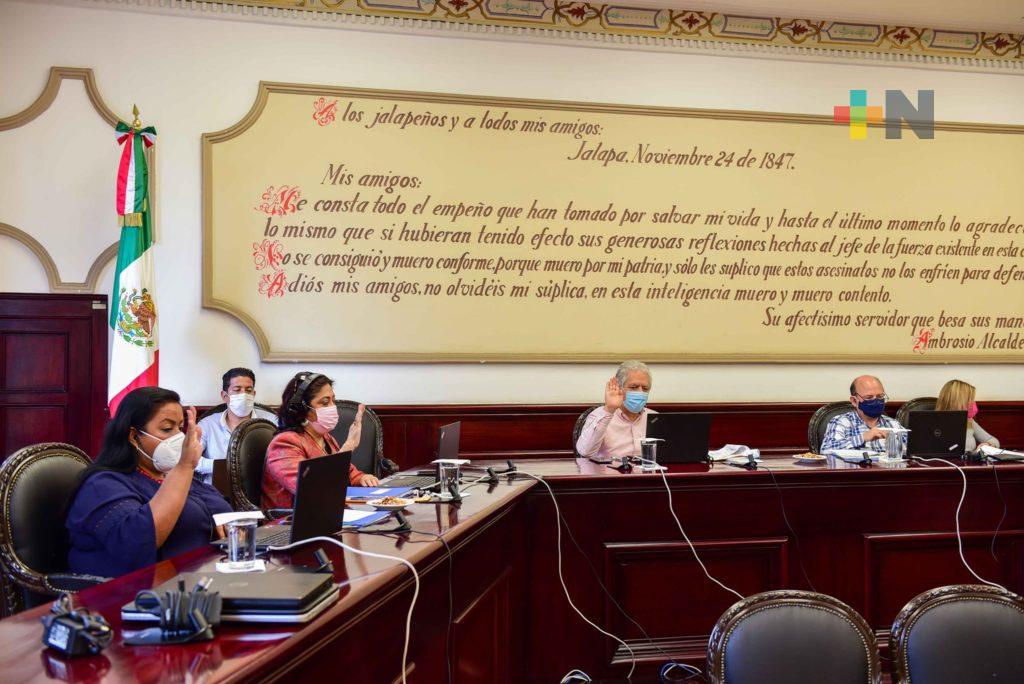 A los jalapeños y a todos mis amigos:
Jalapa, Noviembre 24 de 1847.
Mis amigos:
Me consta todo el empeño que han tomado por salvar mi vida y hasta el último momento lo agradec
lo mismo que si hubieran tenido efecto sus generosas reflexiones hechas al jefe de la fuerza existente en esta c
No se consiguió y muero conforme, porque muero por mi patria, y sólo les suplico que estos asesinatos no los enfrien para defen
Adiós mis amigos, no olvidéis mi súplica, en esta inteligencia muero y muero contento.
Su afectísimo servidor que besa sus man
Ambrosio Alcalde
N
DELL